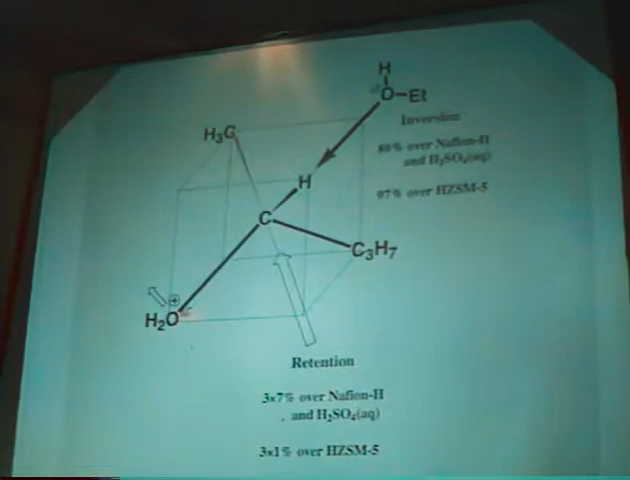 H
O–Et
Inversion
80% over Nafion-H
and H₂SO₄(aq)
97% over HZSM-5
H₃C
H
C
C₃H₇
⊕
H₂O
Retention
3x7% over Nafion-H
and H₂SO₄(aq)
3x1% over HZSM-5